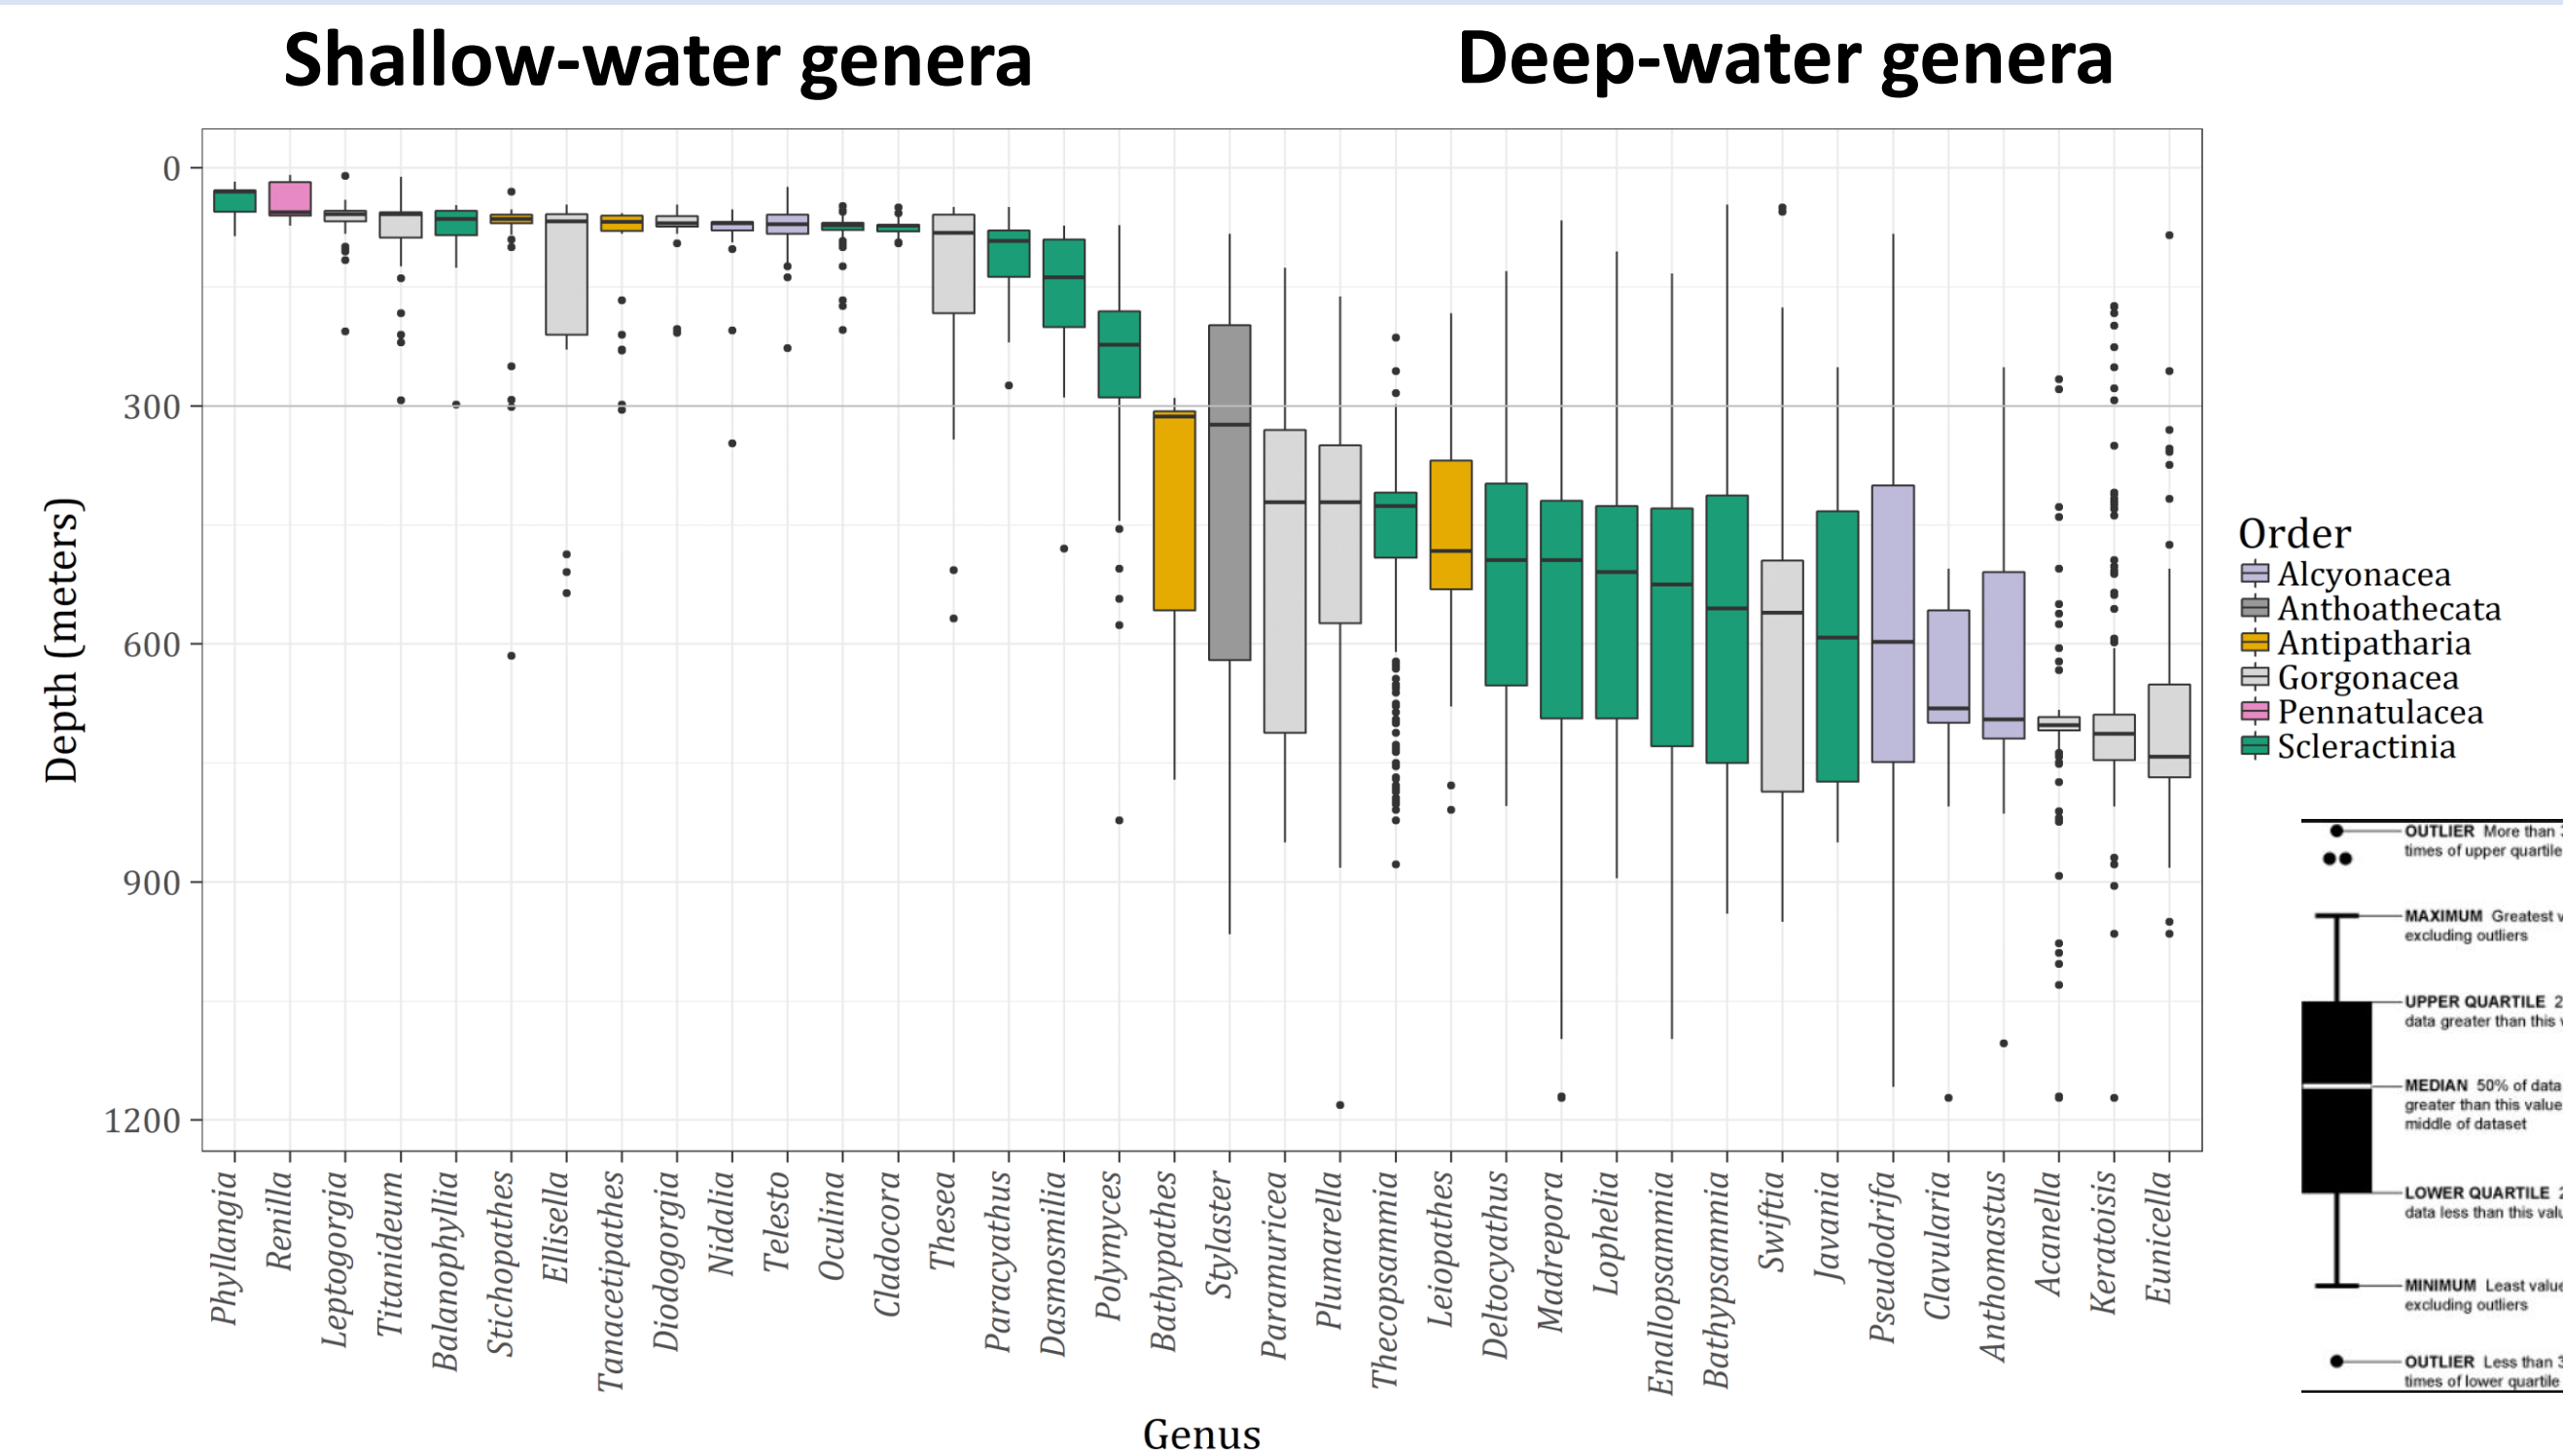 Shallow-water genera
Deep-water genera
0
300
600
900
1200
Depth (meters)
Phyllangia
Renilla
Leptogorgia
Titanideum
Balanophyllia
Stichopathes
Ellisella
Tanacetipathes
Diodogorgia
Nidalia
Telesto
Oculina
Cladocora
Thesea
Paracyathus
Dasmosmilia
Polymyces
Bathypathes
Stylaster
Paramuricea
Plumarella
Thecopsammia
Leiopathes
Deltocyathus
Madrepora
Lophelia
Enallopsammia
Bathypsammia
Swiftia
Javania
Pseudodrifa
Clavularia
Anthomastus
Acanella
Keratoisis
Eunicella
Genus
Order
Alcyonacea
Anthoathecata
Antipatharia
Gorgonacea
Pennatulacea
Scleractinia
OUTLIER More than
times of upper quartile
MAXIMUM Greatest
excluding outliers
UPPER QUARTILE
data greater than this
MEDIAN 50% of data
greater than this value
middle of dataset
LOWER QUARTILE
data less than this
MINIMUM Least value
excluding outliers
OUTLIER Less than
times of lower quartile